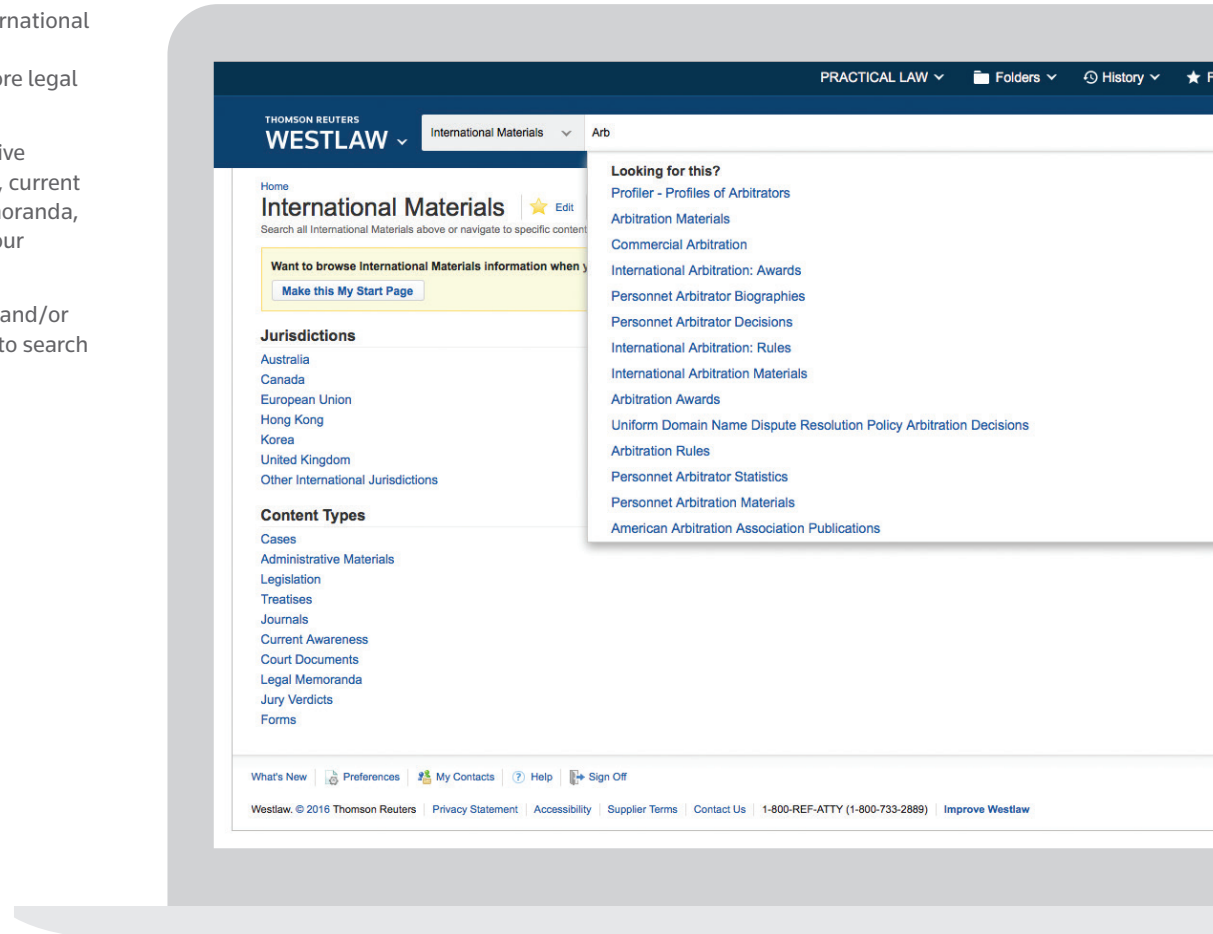 rnational
ore legal
ive
, current
noranda,
our
and/or
to search
PRACTICAL LAW
Folders
History
F
THOMSON REUTERS
WESTLAW
International Materials
Arb
Looking for this?
Profiler - Profiles of Arbitrators
Arbitration Materials
Commercial Arbitration
International Arbitration: Awards
Personnet Arbitrator Biographies
Personnet Arbitrator Decisions
International Arbitration: Rules
International Arbitration Materials
Arbitration Awards
Uniform Domain Name Dispute Resolution Policy Arbitration Decisions
Arbitration Rules
Personnet Arbitrator Statistics
Personnet Arbitration Materials
American Arbitration Association Publications
Home
International Materials
Edit
Search all International Materials above or navigate to specific content
Want to browse International Materials information when y
Make this My Start Page
Jurisdictions
Australia
Canada
European Union
Hong Kong
Korea
United Kingdom
Other International Jurisdictions
Content Types
Cases
Administrative Materials
Legislation
Treatises
Journals
Current Awareness
Court Documents
Legal Memoranda
Jury Verdicts
Forms
What's New Preferences My Contacts Help Sign Off
Westlaw. © 2016 Thomson Reuters Privacy Statement Accessibility Supplier Terms Contact Us 1-800-REF-ATTY (1-800-733-2889) Improve Westlaw